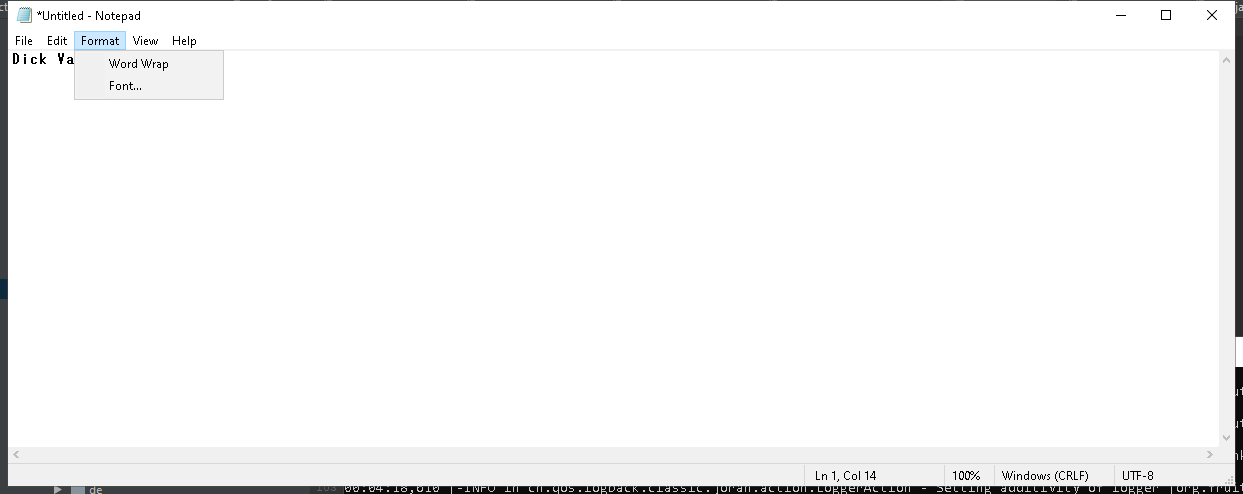 *Untitled - Notepad
File Edit Format View Help
Dick Va
Word Wrap
Font...
Ln 1, Col 14 100% Windows (CRLF) UTF-8
de
00:04:18,610 |-INFO in ch.qos.logback.classic.joran.action.LoggerAction - Setting additivity of logger [org.fruit